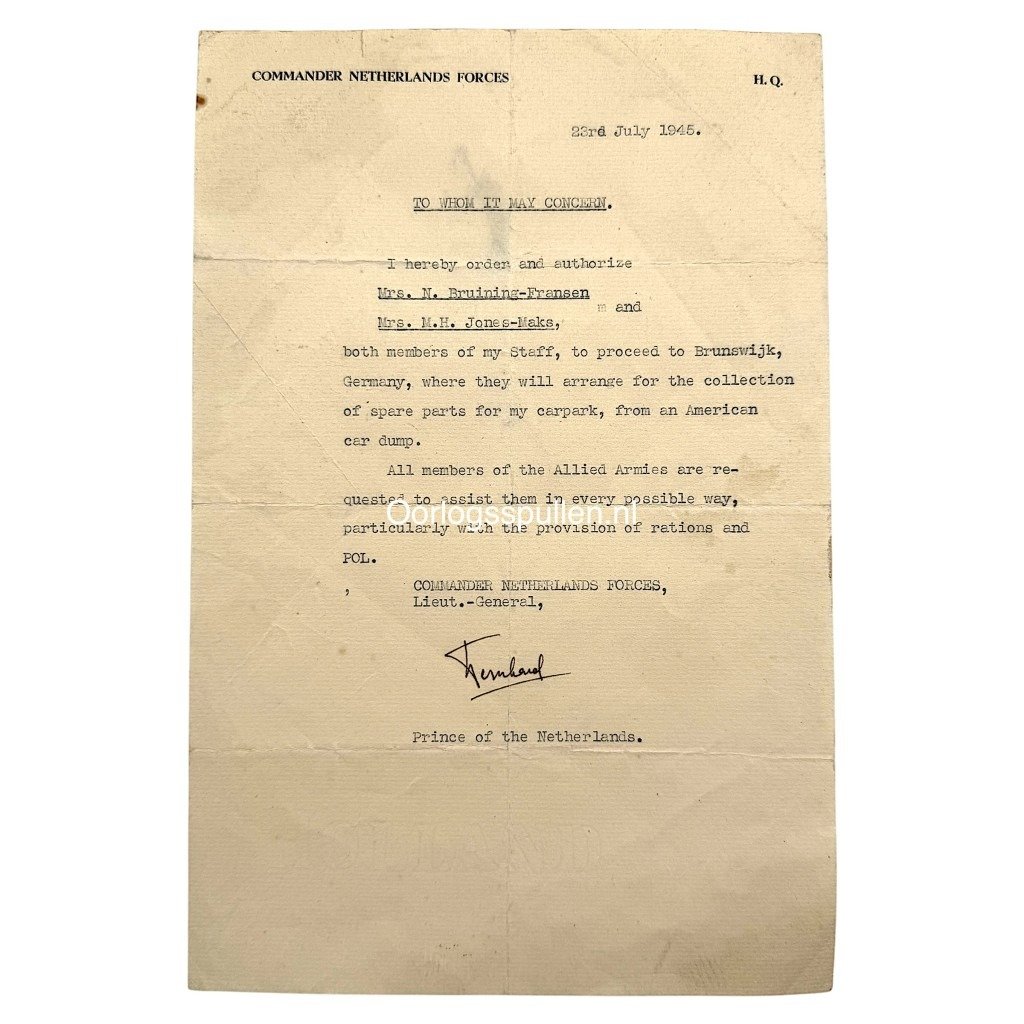 COMMANDER NETHERLANDS FORCES H. Q.
23rd July 1945.
TO WHOM IT MAY CONCERN.
I hereby order and authorize
Mrs. N. Bruining-Fransen
and
Mrs. M.H. Jones-Maks,
both members of my Staff, to proceed to Brunswijk,
Germany, where they will arrange for the collection
of spare parts for my carpark, from an American
car dump.
All members of the Allied Armies are re-
quested to assist them in every possible way,
Oorlogsspullen.nl
particularly with the provision of rations and
POL.
COMMANDER NETHERLANDS FORCES,
Lieut.-General,
Bernhard
Prince of the Netherlands.